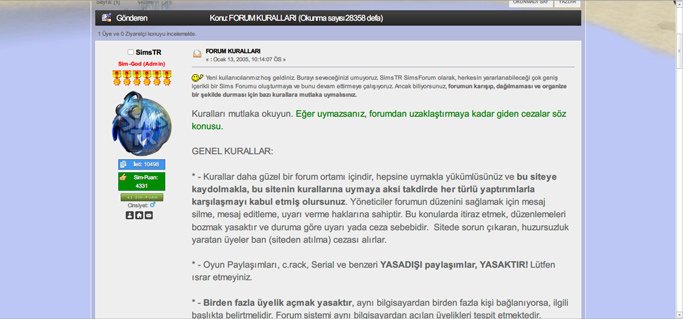 Sayfa: [1]
OKUNMADI SAY YAZDIR
Gönderen Konu: FORUM KURALLARI (Okunma sayısı 28358 defa)
1 Üye ve 0 Ziyaretçi konuyu incelemekte.
SimsTR
Sim-God (Admin)
İleti: 10498
Sim-Puan:
4331
Cinsiyet:
FORUM KURALLARI
« : Ocak 13, 2005, 10:14:07 ÖS »
Yeni kullanıcılarımız hoş geldiniz. Burayı seveceğinizi umuyoruz. SimsTR SimsForum olarak, herkesin yararlanabileceği çok geniş
içerikli bir Sims Forumu oluşturmaya ve bunu devam ettirmeye çalışıyoruz. Ancak biliyorsunuz, forumun karışıp, dağılmaması ve organize
bir şekilde durması için bazı kurallara mutlaka uymalısınız.
Kuralları mutlaka okuyun. Eğer uymazsanız, forumdan uzaklaştırmaya kadar giden cezalar söz
konusu.
GENEL KURALLAR:
* - Kurallar daha güzel bir forum ortamı içindir, hepsine uymakla yükümlüsünüz ve bu siteye
kaydolmakla, bu sitenin kurallarına uymaya aksi takdirde her türlü yaptırımlarla
karşılaşmayı kabul etmiş olursunuz. Yöneticiler forumun düzenini sağlamak için mesaj
silme, mesaj editleme, uyarı verme haklarına sahiptir. Bu konularda itiraz etmek, düzenlemeleri
bozmak yasaktır ve duruma göre uyarı yada ceza sebebidir. Sitede sorun çıkaran, huzursuzluk
yaratan üyeler ban (siteden atılma) cezası alırlar.
* - Oyun Paylaşımları, c.rack, Serial ve benzeri YASADIŞI paylaşımlar, YASAKTIR! Lütfen
ısrar etmeyiniz.
* - Birden fazla üyelik açmak yasaktır, aynı bilgisayardan birden fazla kişi bağlanıyorsa, ilgili
başlıkta belirtmelidir. Forum sistemi aynı bilgisayardan açılan üyelikleri tespit etmektedir.